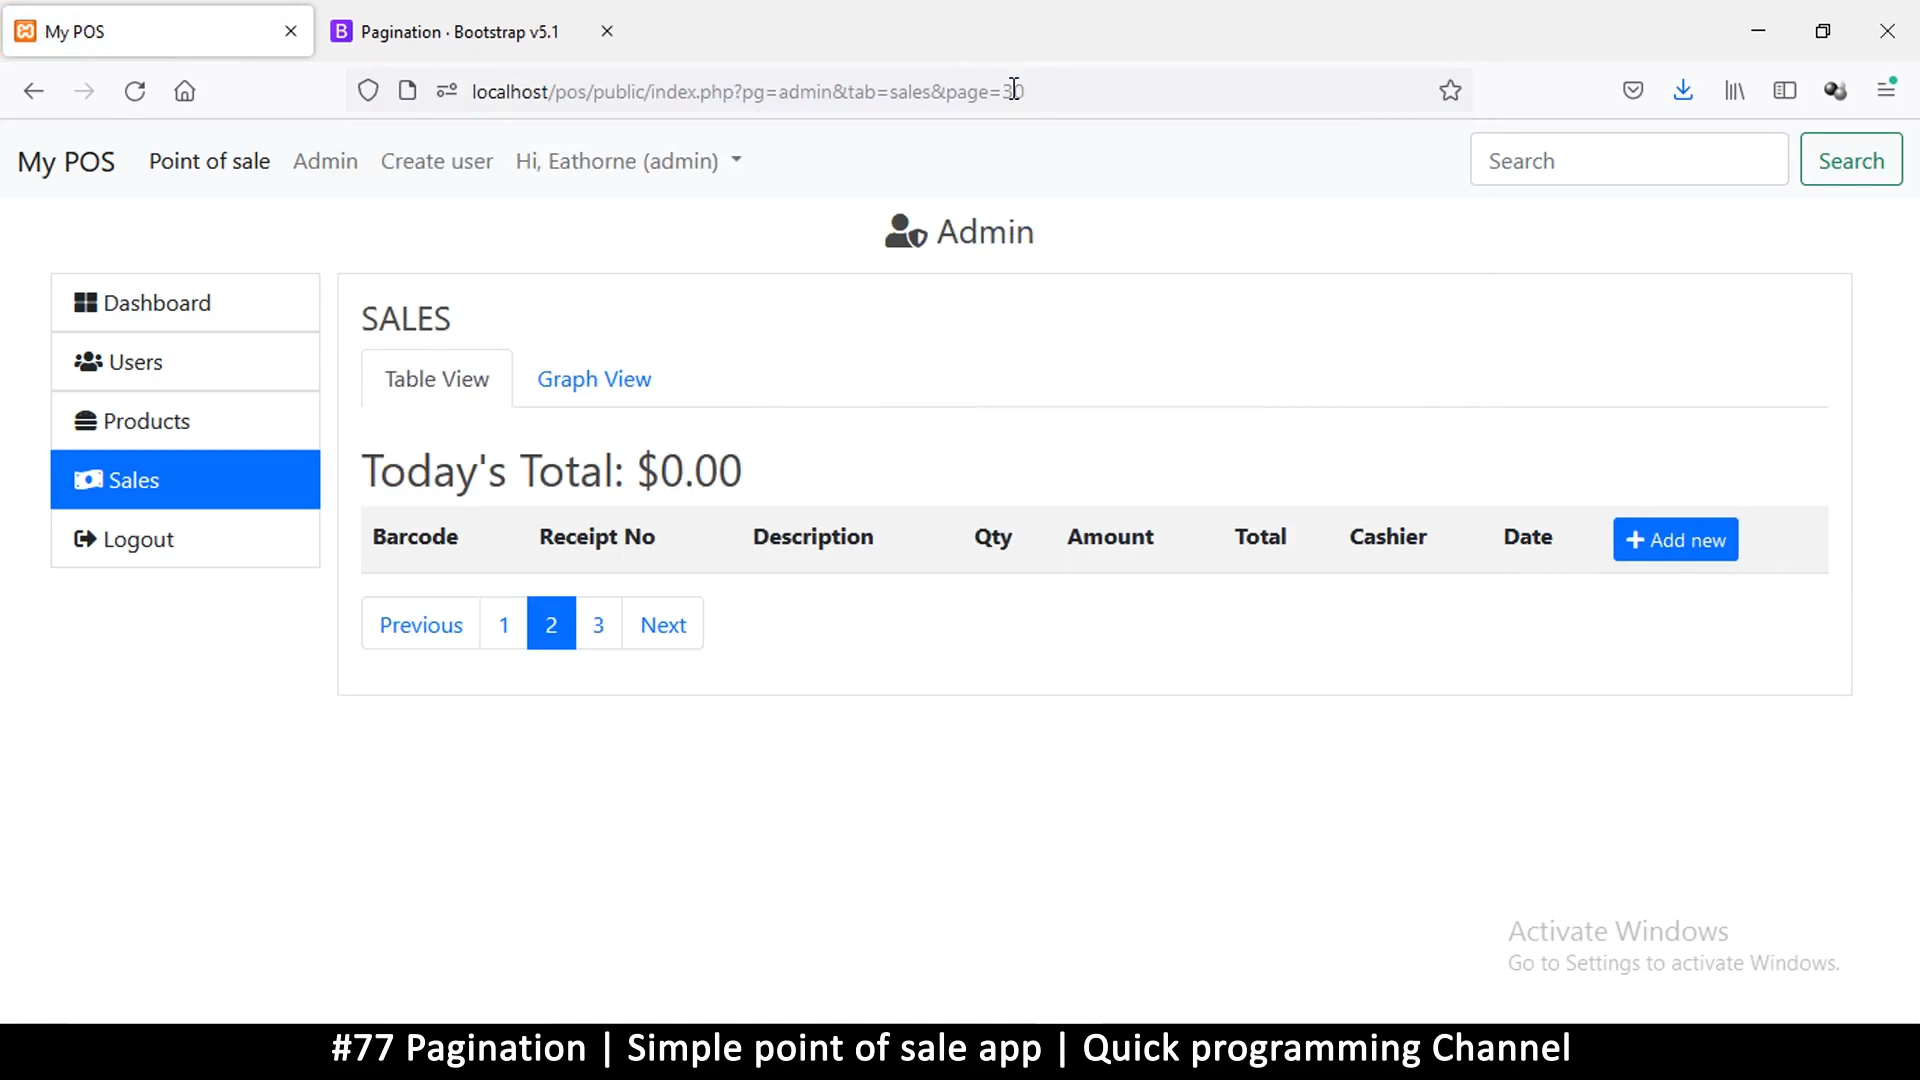 My POS
Pagination · Bootstrap v5.1
localhost/pos/public/index.php?pg=admin&tab=sales&page=30
My POS Point of sale Admin Create user Hi, Eathorne (admin) Search Search
Admin
Dashboard
Users
Products
Sales
Logout
SALES
Table View Graph View
Today's Total: $0.00
Barcode Receipt No Description Qty Amount Total Cashier Date Add new
Previous 1 2 3 Next
Activate Windows
Go to Settings to activate Windows.
#77 Pagination | Simple point of sale app | Quick programming Channel